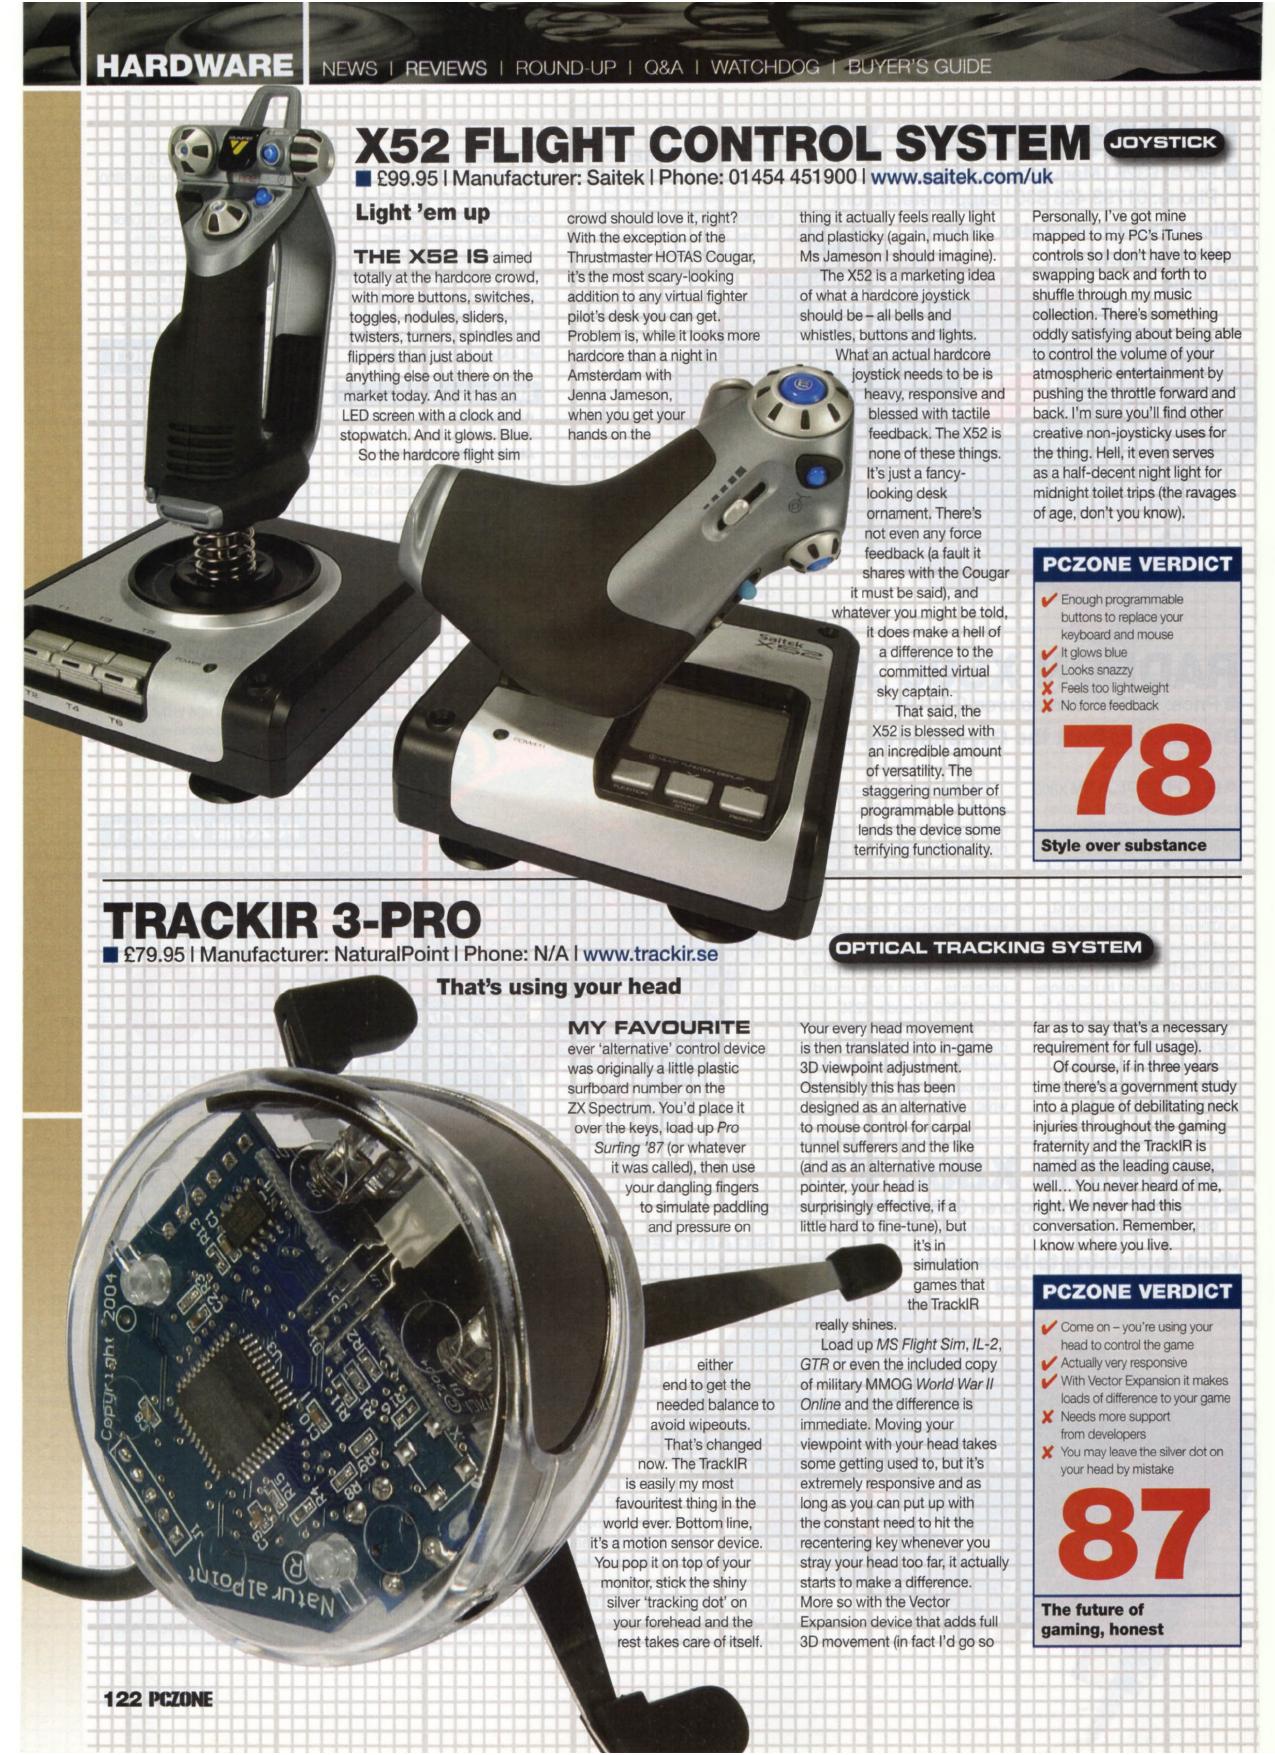 HARDWARE
NEWS | REVIEWS | ROUND-UP | Q&A | WATCHDOG | BUYER'S GUIDE
X52 FLIGHT CONTROL SYSTEM JOYSTICK
■ £99.95 | Manufacturer: Saitek | Phone: 01454 451900 | www.saitek.com/uk
Light 'em up
THE X52 IS aimed
totally at the hardcore crowd,
with more buttons, switches,
toggles, nodules, sliders,
twisters, turners, spindles and
flippers than just about
anything else out there on the
market today. And it has an
LED screen with a clock and
stopwatch. And it glows. Blue.
So the hardcore flight sim
crowd should love it, right?
With the exception of the
Thrustmaster HOTAS Cougar,
it's the most scary-looking
addition to any virtual fighter
pilot's desk you can get.
Problem is, while it looks more
hardcore than a night in
Amsterdam with
Jenna Jameson,
when you get your
hands on the
thing it actually feels really light
and plasticky (again, much like
Ms Jameson I should imagine).
The X52 is a marketing idea
of what a hardcore joystick
should be – all bells and
whistles, buttons and lights.
What an actual hardcore
joystick needs to be is
heavy, responsive and
blessed with tactile
feedback. The X52 is
none of these things.
It's just a fancy-
looking desk
ornament. There's
not even any force
feedback (a fault it
shares with the Cougar
it must be said), and
whatever you might be told,
it does make a hell of
a difference to the
committed virtual
sky captain.
That said, the
X52 is blessed with
an incredible amount
of versatility. The
staggering number of
programmable buttons
lends the device some
terrifying functionality.
Personally, I've got mine
mapped to my PC's iTunes
controls so I don't have to keep
swapping back and forth to
shuffle through my music
collection. There's something
oddly satisfying about being able
to control the volume of your
atmospheric entertainment by
pushing the throttle forward and
back. I'm sure you'll find other
creative non-joysticky uses for
the thing. Hell, it even serves
as a half-decent night light for
midnight toilet trips (the ravages
of age, don't you know).
PCZONE VERDICT
✓ Enough programmable
buttons to replace your
keyboard and mouse
✓ It glows blue
✓ Looks snazzy
✗ Feels too lightweight
✗ No force feedback
78
Style over substance
T1
T3
T5
T2
T4
T6
POWER
Saitek
X52
POWER
MULTI FUNCTION DISPLAY
FUNCTION
START/
STOP
RESET
TRACKIR 3-PRO
■ £79.95 | Manufacturer: NaturalPoint | Phone: N/A | www.trackir.se
OPTICAL TRACKING SYSTEM
That's using your head
MY FAVOURITE
ever 'alternative' control device
was originally a little plastic
surfboard number on the
ZX Spectrum. You'd place it
over the keys, load up Pro
Surfing '87 (or whatever
it was called), then use
your dangling fingers
to simulate paddling
and pressure on
either
end to get the
needed balance to
avoid wipeouts.
That's changed
now. The TrackIR
is easily my most
favouritest thing in the
world ever. Bottom line,
it's a motion sensor device.
You pop it on top of your
monitor, stick the shiny
silver 'tracking dot' on
your forehead and the
rest takes care of itself.
Your every head movement
is then translated into in-game
3D viewpoint adjustment.
Ostensibly this has been
designed as an alternative
to mouse control for carpal
tunnel sufferers and the like
(and as an alternative mouse
pointer, your head is
surprisingly effective, if a
little hard to fine-tune), but
it's in
simulation
games that
the TrackIR
really shines.
Load up MS Flight Sim, IL-2,
GTR or even the included copy
of military MMOG World War II
Online and the difference is
immediate. Moving your
viewpoint with your head takes
some getting used to, but it's
extremely responsive and as
long as you can put up with
the constant need to hit the
recentering key whenever you
stray your head too far, it actually
starts to make a difference.
More so with the Vector
Expansion device that adds full
3D movement (in fact I'd go so
far as to say that's a necessary
requirement for full usage).
Of course, if in three years
time there's a government study
into a plague of debilitating neck
injuries throughout the gaming
fraternity and the TrackIR is
named as the leading cause,
well... You never heard of me,
right. We never had this
conversation. Remember,
I know where you live.
PCZONE VERDICT
✓ Come on – you're using your
head to control the game
✓ Actually very responsive
✓ With Vector Expansion it makes
loads of difference to your game
✗ Needs more support
from developers
✗ You may leave the silver dot on
your head by mistake
87
The future of
gaming, honest
Copyright 2004
NaturalPoint ®
122 PCZONE